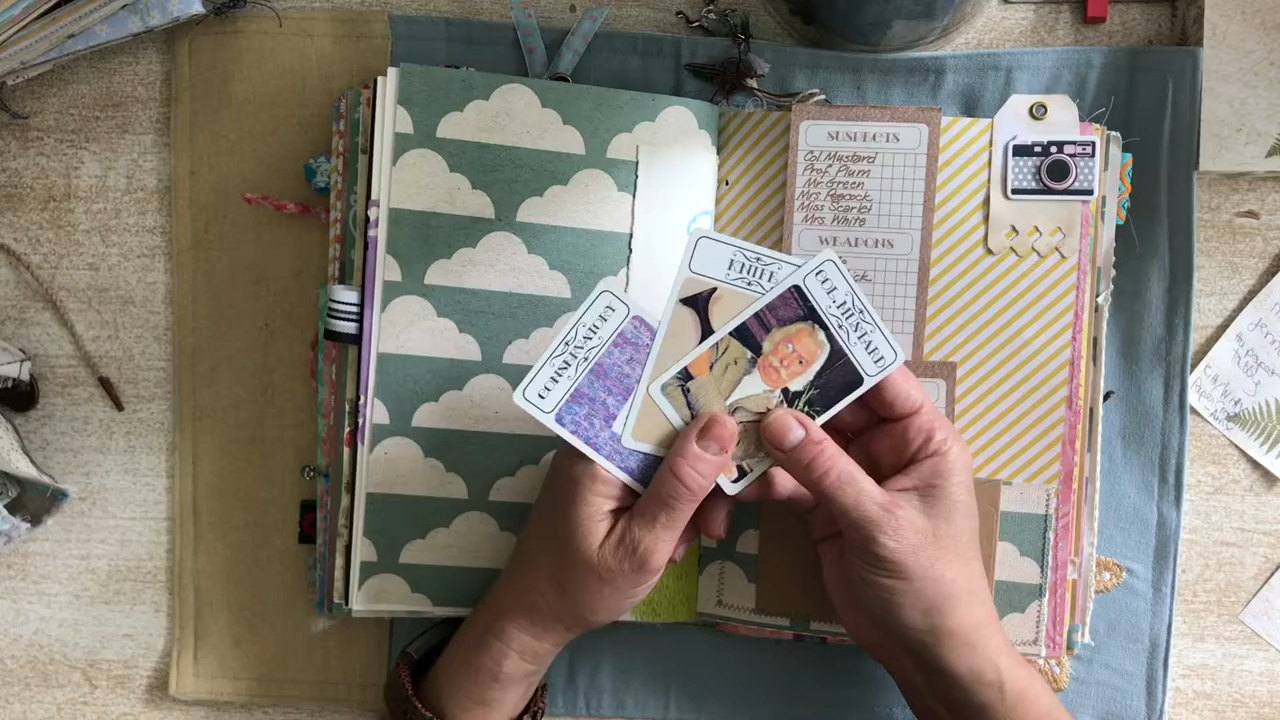 SUSPECTS
Col. Mustard
Prof. Plum
Mr. Green
Mrs. Peacock
Miss Scarlet
Mrs. White
WEAPONS
KNIFE
COL. MUSTARD
CONSERVATORY